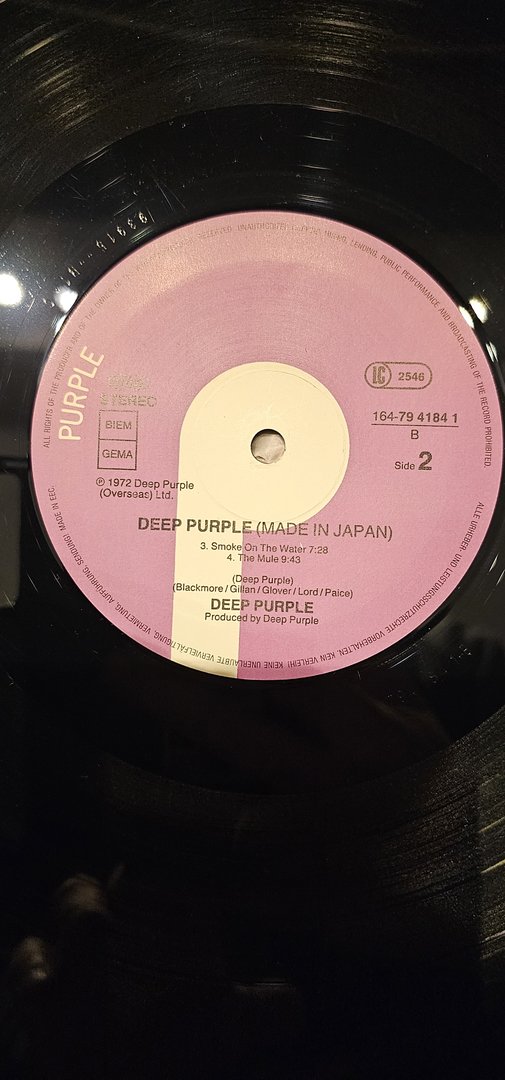 PURPLE
STEREO
BIEM
GEMA
℗ 1972 Deep Purple
(Overseas) Ltd.
LC 2546
164-79 4184 1
B
Side 2
DEEP PURPLE (MADE IN JAPAN)
3. Smoke On The Water 7:28
4. The Mule 9:43
(Deep Purple)
(Blackmore / Gillan / Glover / Lord / Paice)
DEEP PURPLE
Produced by Deep Purple
ALL RIGHTS OF THE PRODUCER AND OF THE OWNER OF RESERVED. UNAUTHORIZED LENDING, PUBLIC PERFORMANCE AND BROADCASTING OF THE RECORD PROHIBITED.
ALLE URHEBER- UND LEISTUNGSSCHUTZRECHTE VORBEHALTEN. KEIN VERLEIH! KEINE UNERLAUBTE VERVIELFÄLTIGUNG, VERMIETUNG, AUFFÜHRUNG, SENDUNG! MADE IN EEC.